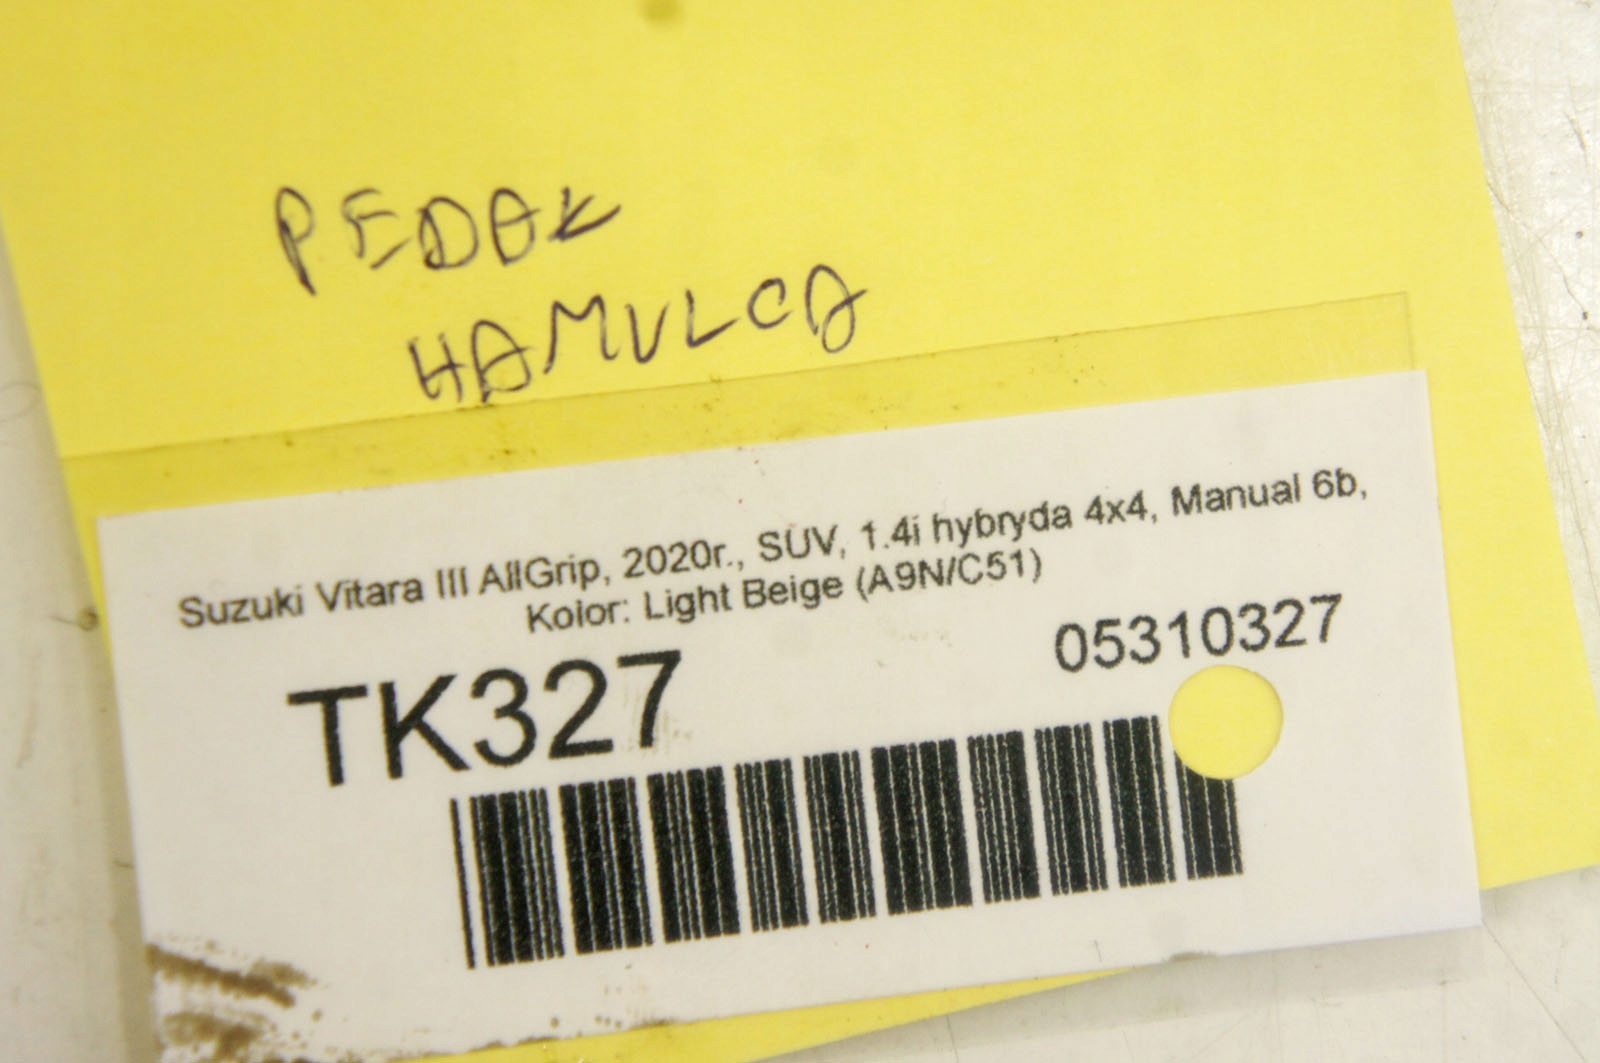 PEDAŁ
HAMULCA
Suzuki Vitara III AllGrip, 2020r., SUV, 1.4i hybryda 4x4, Manual 6b,
Kolor: Light Beige (A9N/C51)
TK327
05310327